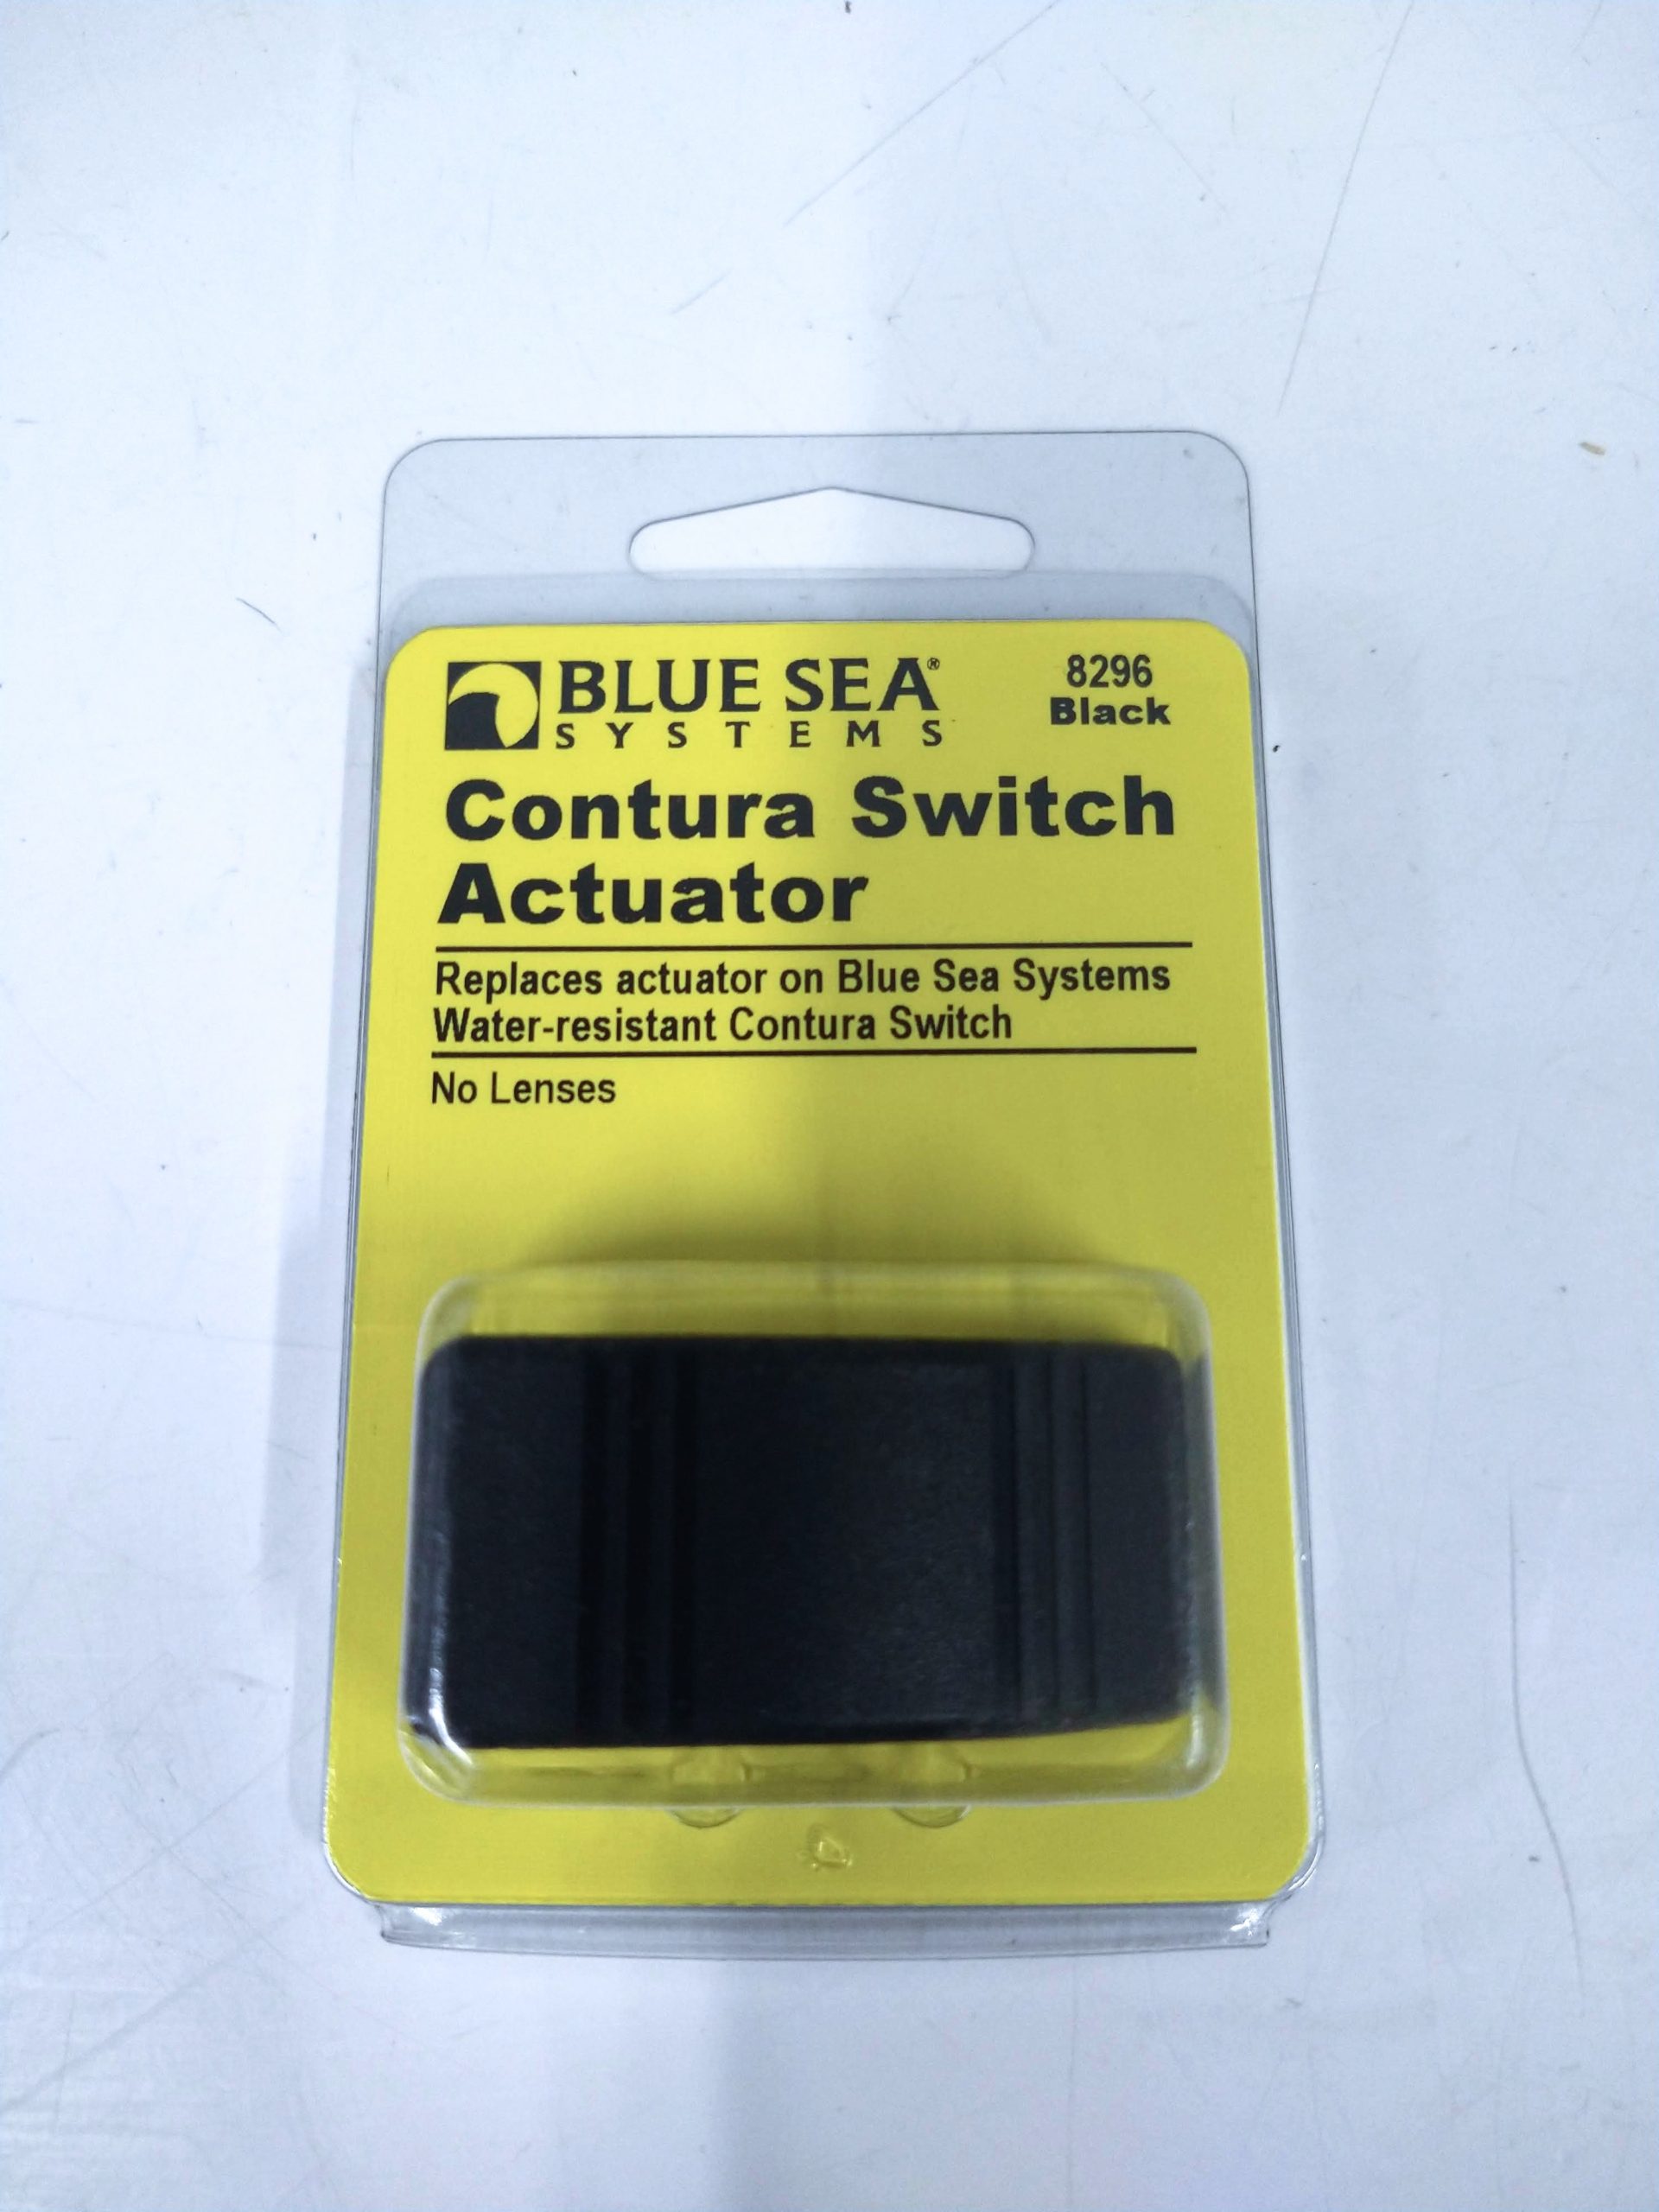 BLUE SEA®
SYSTEMS
8296
Black
Contura Switch
Actuator
Replaces actuator on Blue Sea Systems
Water-resistant Contura Switch
No Lenses